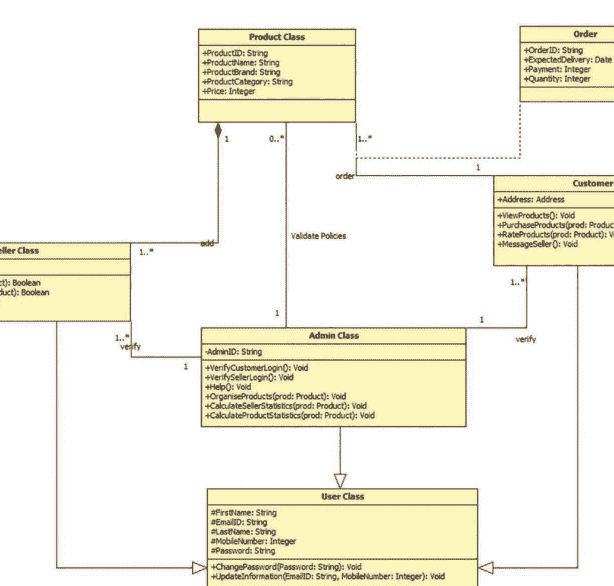 Product Class
+ProductID: String
+ProductName: String
+ProductBrand: String
+ProductCategory: String
+Price: Integer
Order
+OrderID: String
+ExpectedDelivery: Date
+Payment: Integer
+Quantity: Integer
1
0..*
1..*
order
1
Customer
+Address: Address
+ViewProducts(): Void
+PurchaseProducts(prod: Produc
+RateProducts(prod: Product): V
+MessageSeller(): Void
eller Class
ct): Boolean
duct): Boolean
add
1..*
Validate Policies
1
1..*
1
verify
1..*
verify
1
Admin Class
-AdminID: String
+VerifyCustomerLogin(): Void
+VerifySellerLogin(): Void
+Help(): Void
+OrganiseProducts(prod: Product): Void
+CalculateSellerStatistics(prod: Product): Void
+CalculateProductStatistics(prod: Product): Void
User Class
#FirstName: String
#EmailID: String
#LastName: String
#MobileNumber: Integer
#Password: String
+ChangePassword(Password: String): Void
+UpdateInformation(EmailID: String, MobileNumber: Integer): Void